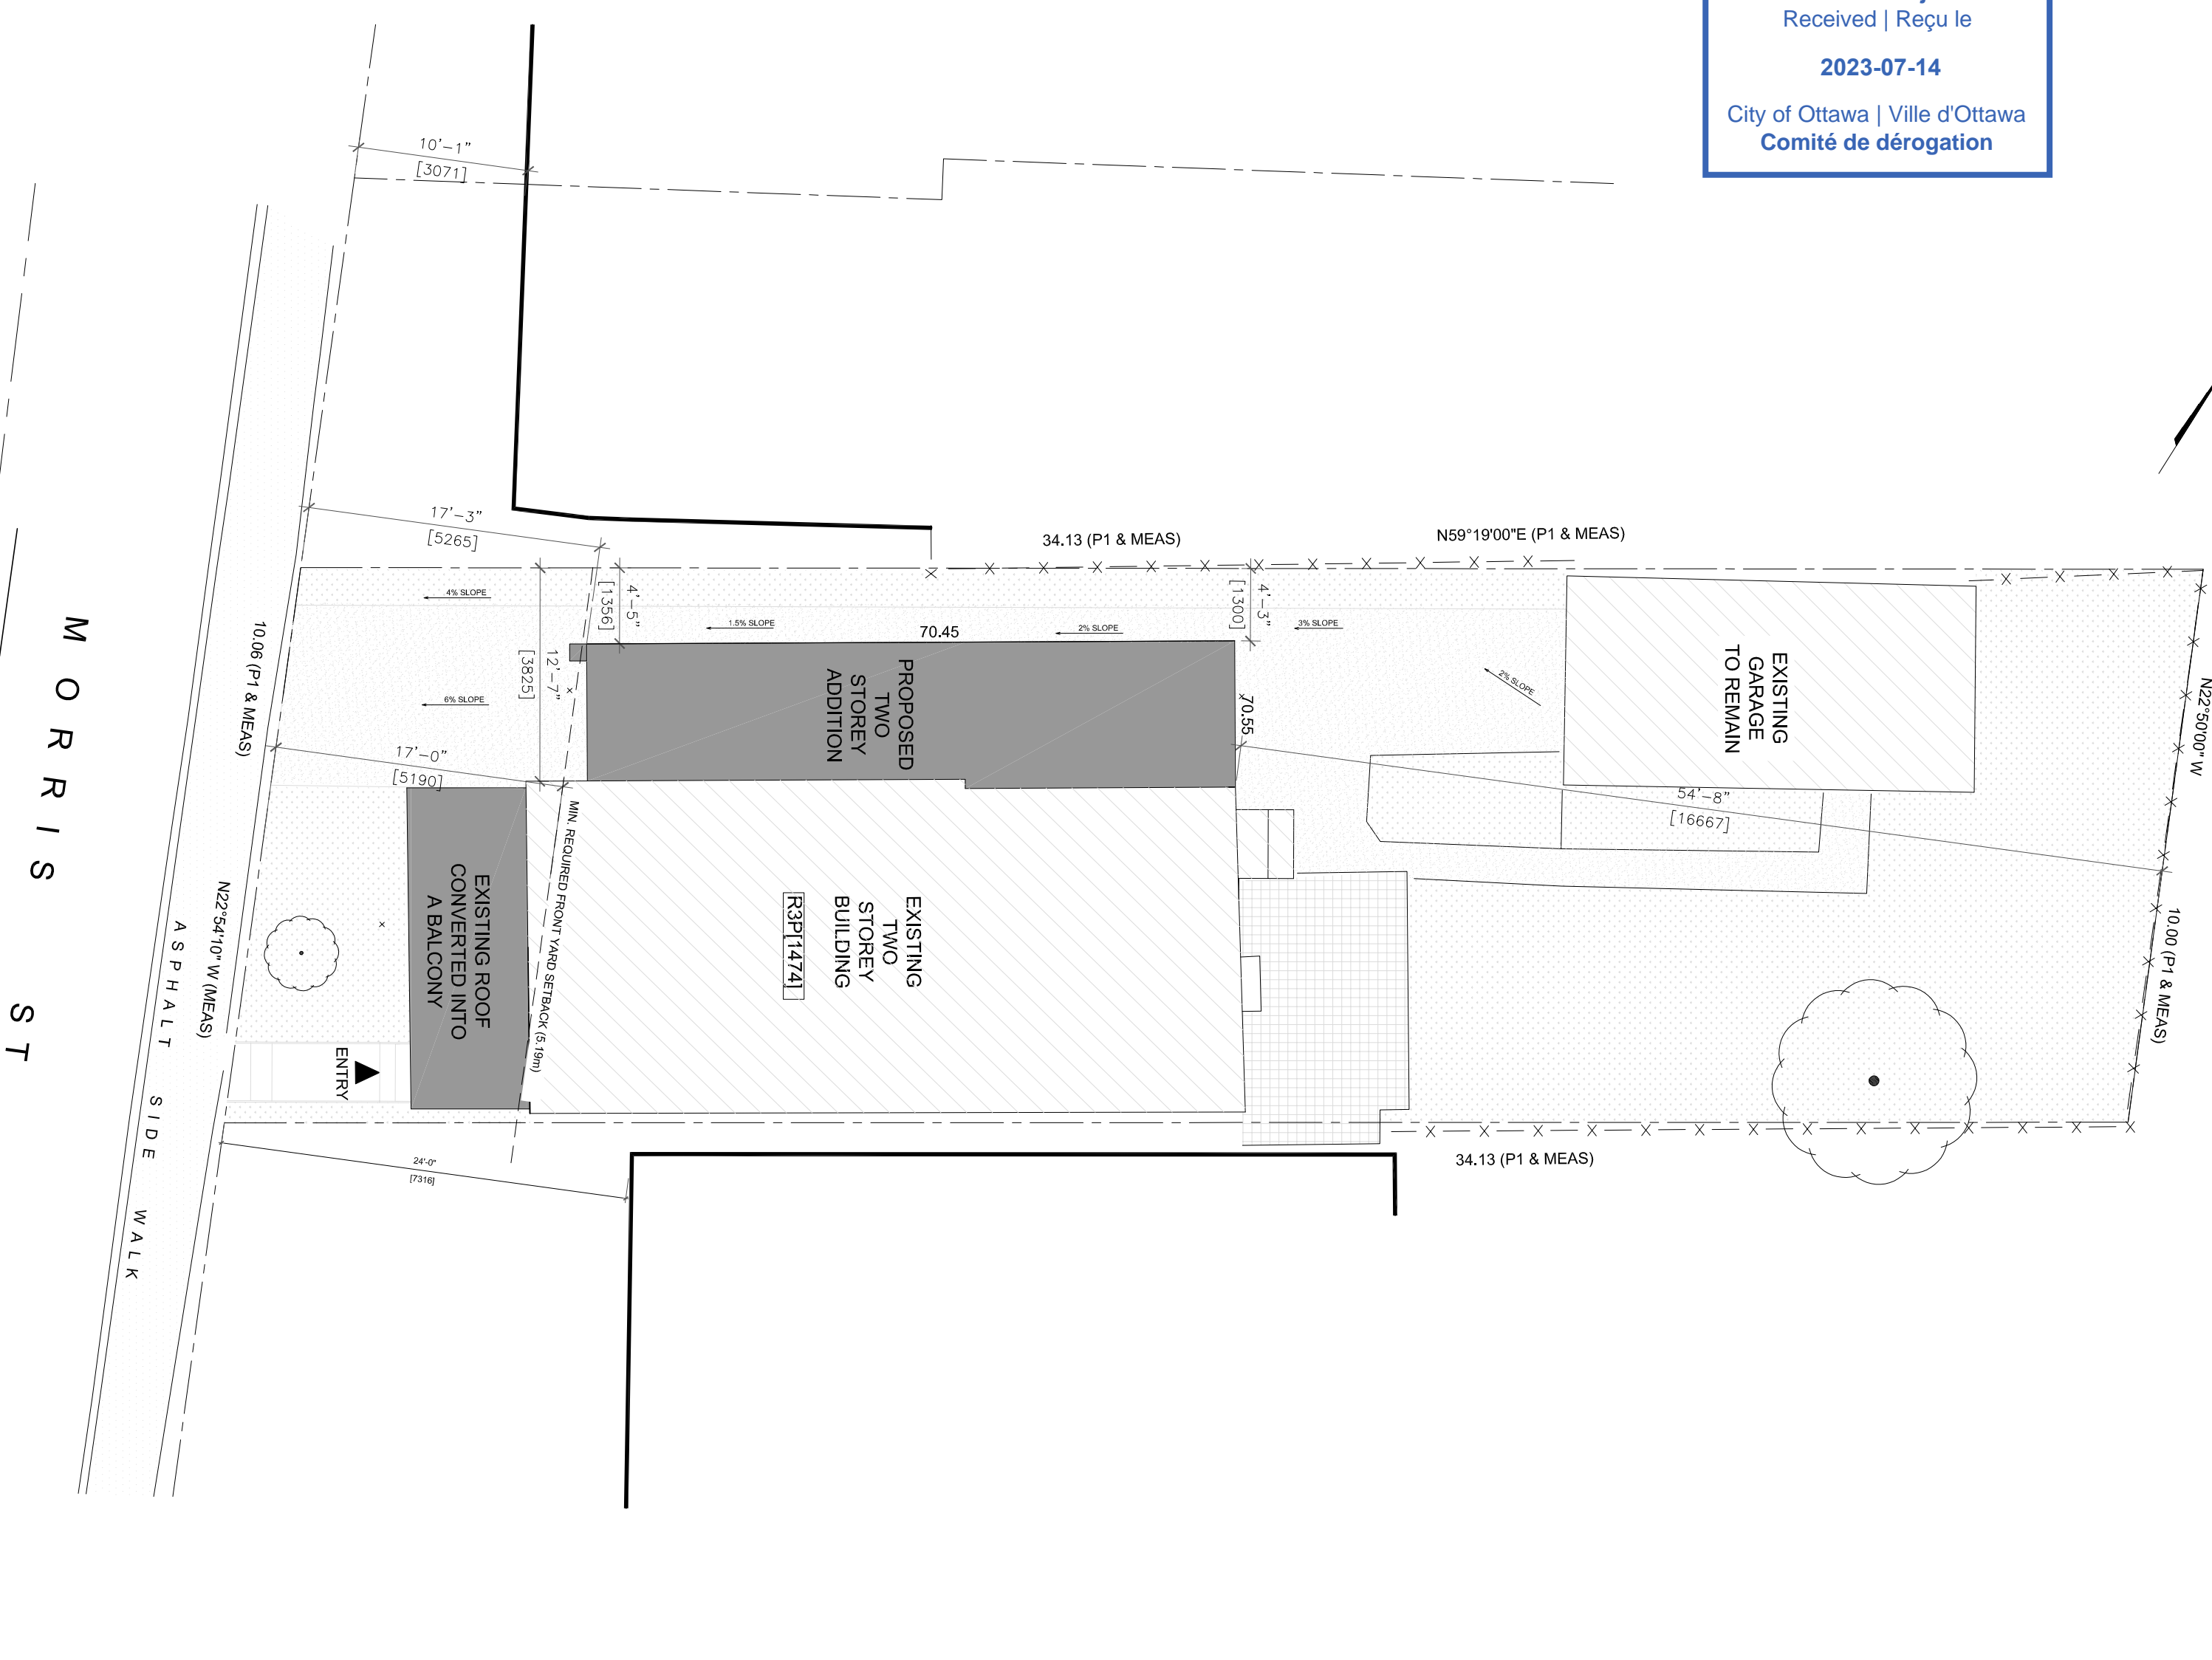 Received | Reçu le
2023-07-14
City of Ottawa | Ville d'Ottawa
Comité de dérogation
10'-1"
[3071]
17'-3"
[5265]
34.13 (P1 & MEAS)
N59°19'00"E (P1 & MEAS)
4% SLOPE
4'-5"
[1356]
1.5% SLOPE
70.45
2% SLOPE
4'-3"
[1300]
3% SLOPE
12'-7"
[3825]
6% SLOPE
PROPOSED
TWO
STOREY
ADDITION
70.55
2% SLOPE
EXISTING
GARAGE
TO REMAIN
N22°50'00" W
10.06 (P1 & MEAS)
17'-0"
[5190]
54'-8"
[16667]
MIN. REQUIRED FRONT YARD SETBACK (5.19m)
EXISTING ROOF
CONVERTED INTO
A BALCONY
EXISTING
TWO
STOREY
BUILDING
R3P[1474]
N22°54'10" W (MEAS)
10.00 (P1 & MEAS)
ENTRY
MORRIS ST
ASPHALT SIDE WALK
24'-0"
[7316]
34.13 (P1 & MEAS)